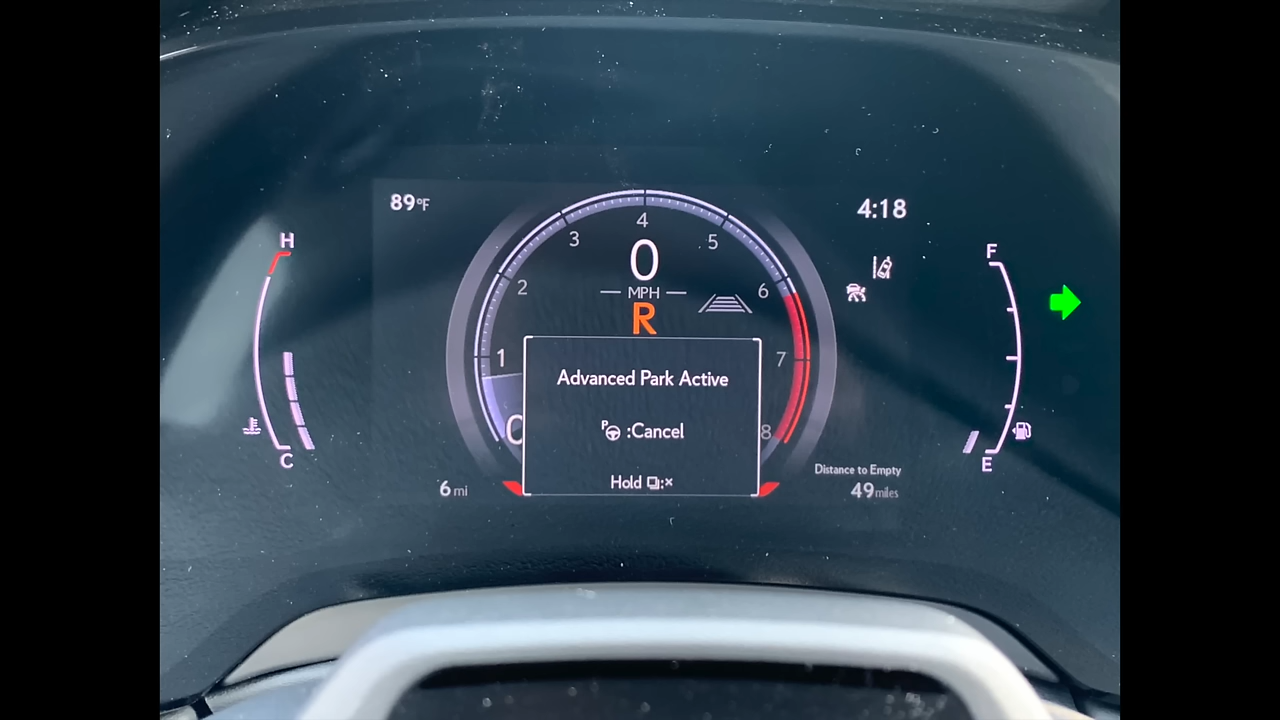 89°F
4:18
H
C
0
1
2
3
4
5
6
7
8
0
MPH
R
Advanced Park Active
P :Cancel
Hold :×
6 mi
F
E
Distance to Empty
49 miles